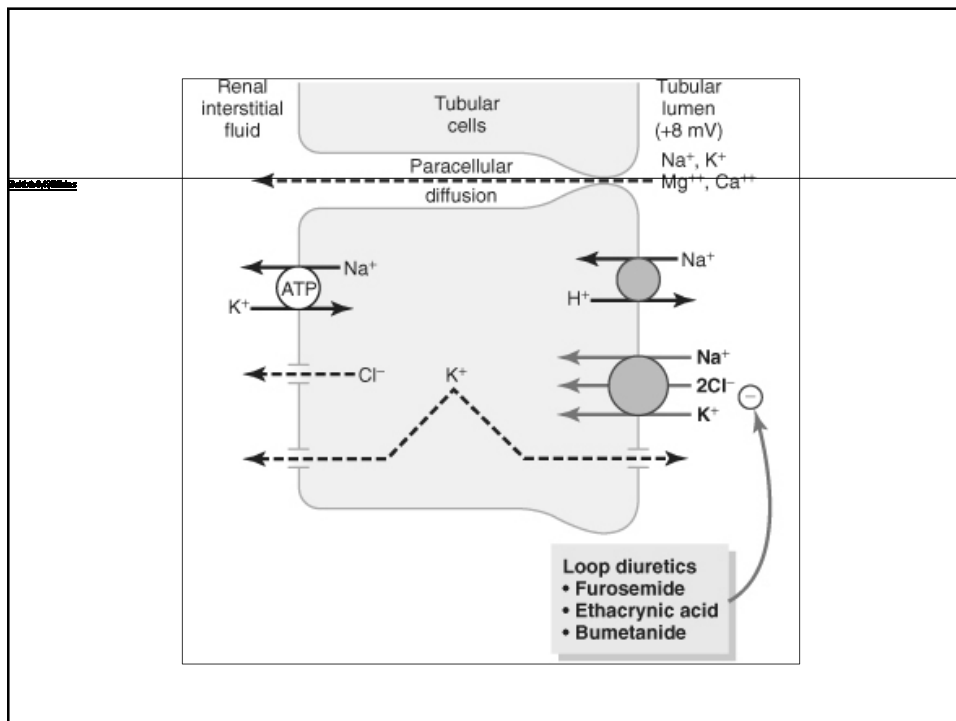 Renal
interstitial
fluid
Tubular
cells
Tubular
lumen
(+8 mV)
Paracellular
diffusion
Na⁺, K⁺
Mg⁺⁺, Ca⁺⁺
Na⁺
ATP
K⁺
Na⁺
H⁺
Cl⁻
K⁺
Na⁺
2Cl⁻
K⁺
−
Loop diuretics
• Furosemide
• Ethacrynic acid
• Bumetanide